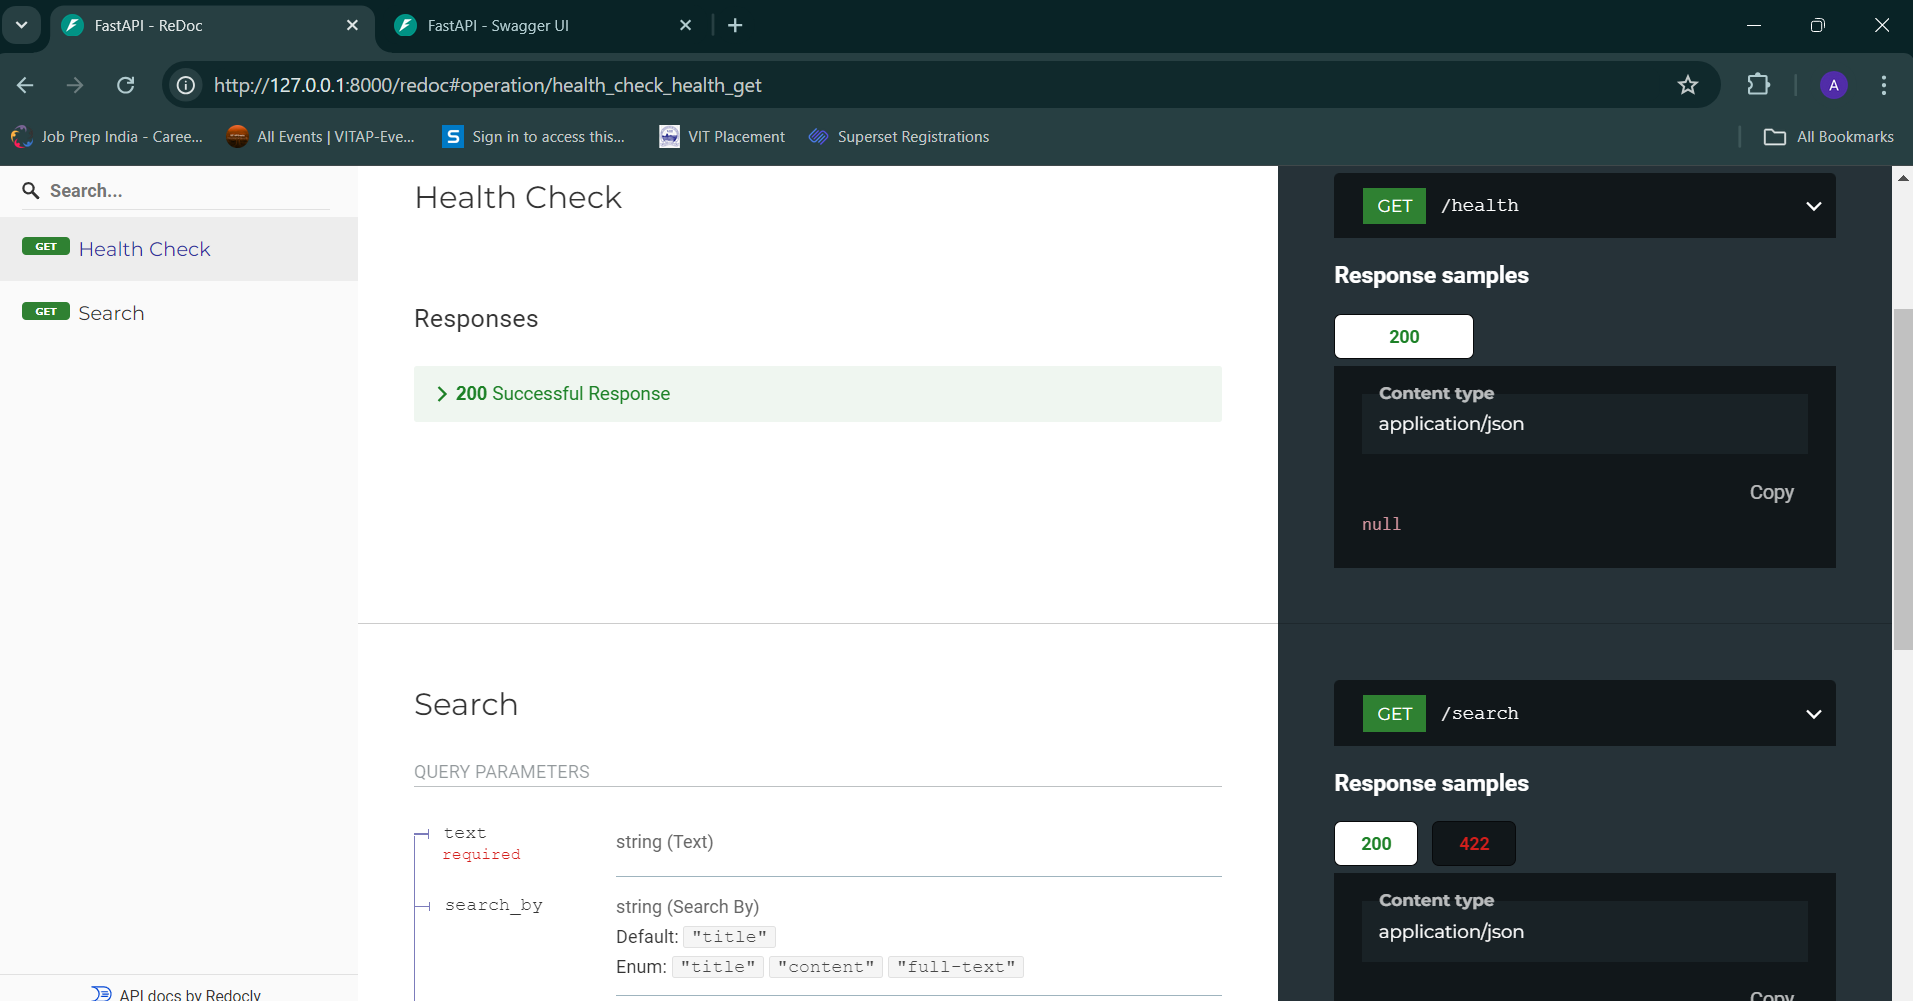 FastAPI - ReDoc
FastAPI - Swagger UI
http://127.0.0.1:8000/redoc#operation/health_check_health_get
A
Job Prep India - Caree...
All Events | VITAP-Eve...
S
Sign in to access this...
VIT Placement
Superset Registrations
All Bookmarks
Search...
GET Health Check
GET Search
API docs by Redocly
Health Check
Responses
200 Successful Response
GET /health
Response samples
200
Content type
application/json
Copy
null
Search
QUERY PARAMETERS
text
required
string (Text)
search_by
string (Search By)
Default: "title"
Enum: "title" "content" "full-text"
GET /search
Response samples
200 422
Content type
application/json
Copy